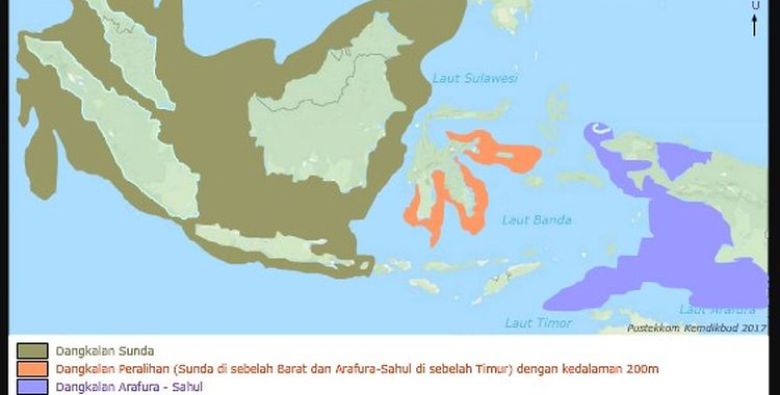 U
Laut Sulawesi
Laut Banda
Laut Arafura
Laut Timor
Pustekkom Kemdikbud 2017
Dangkalan Sunda
Dangkalan Peralihan (Sunda di sebelah Barat dan Arafura-Sahul di sebelah Timur) dengan kedalaman 200m
Dangkalan Arafura - Sahul